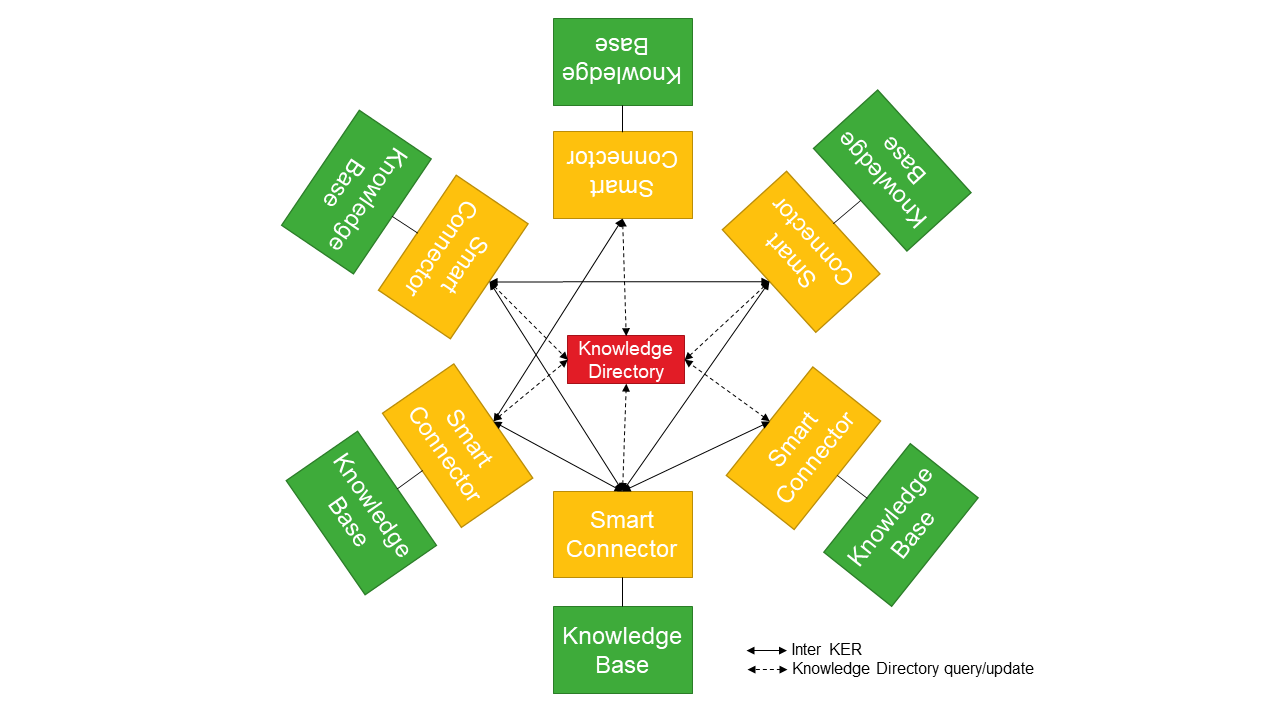 Knowledge
Base
Smart
Connector
Knowledge
Base
Smart
Connector
Knowledge
Base
Smart
Connector
Knowledge
Directory
Smart
Connector
Knowledge
Base
Smart
Connector
Knowledge
Base
Smart
Connector
Knowledge
Base
Inter KER
Knowledge Directory query/update